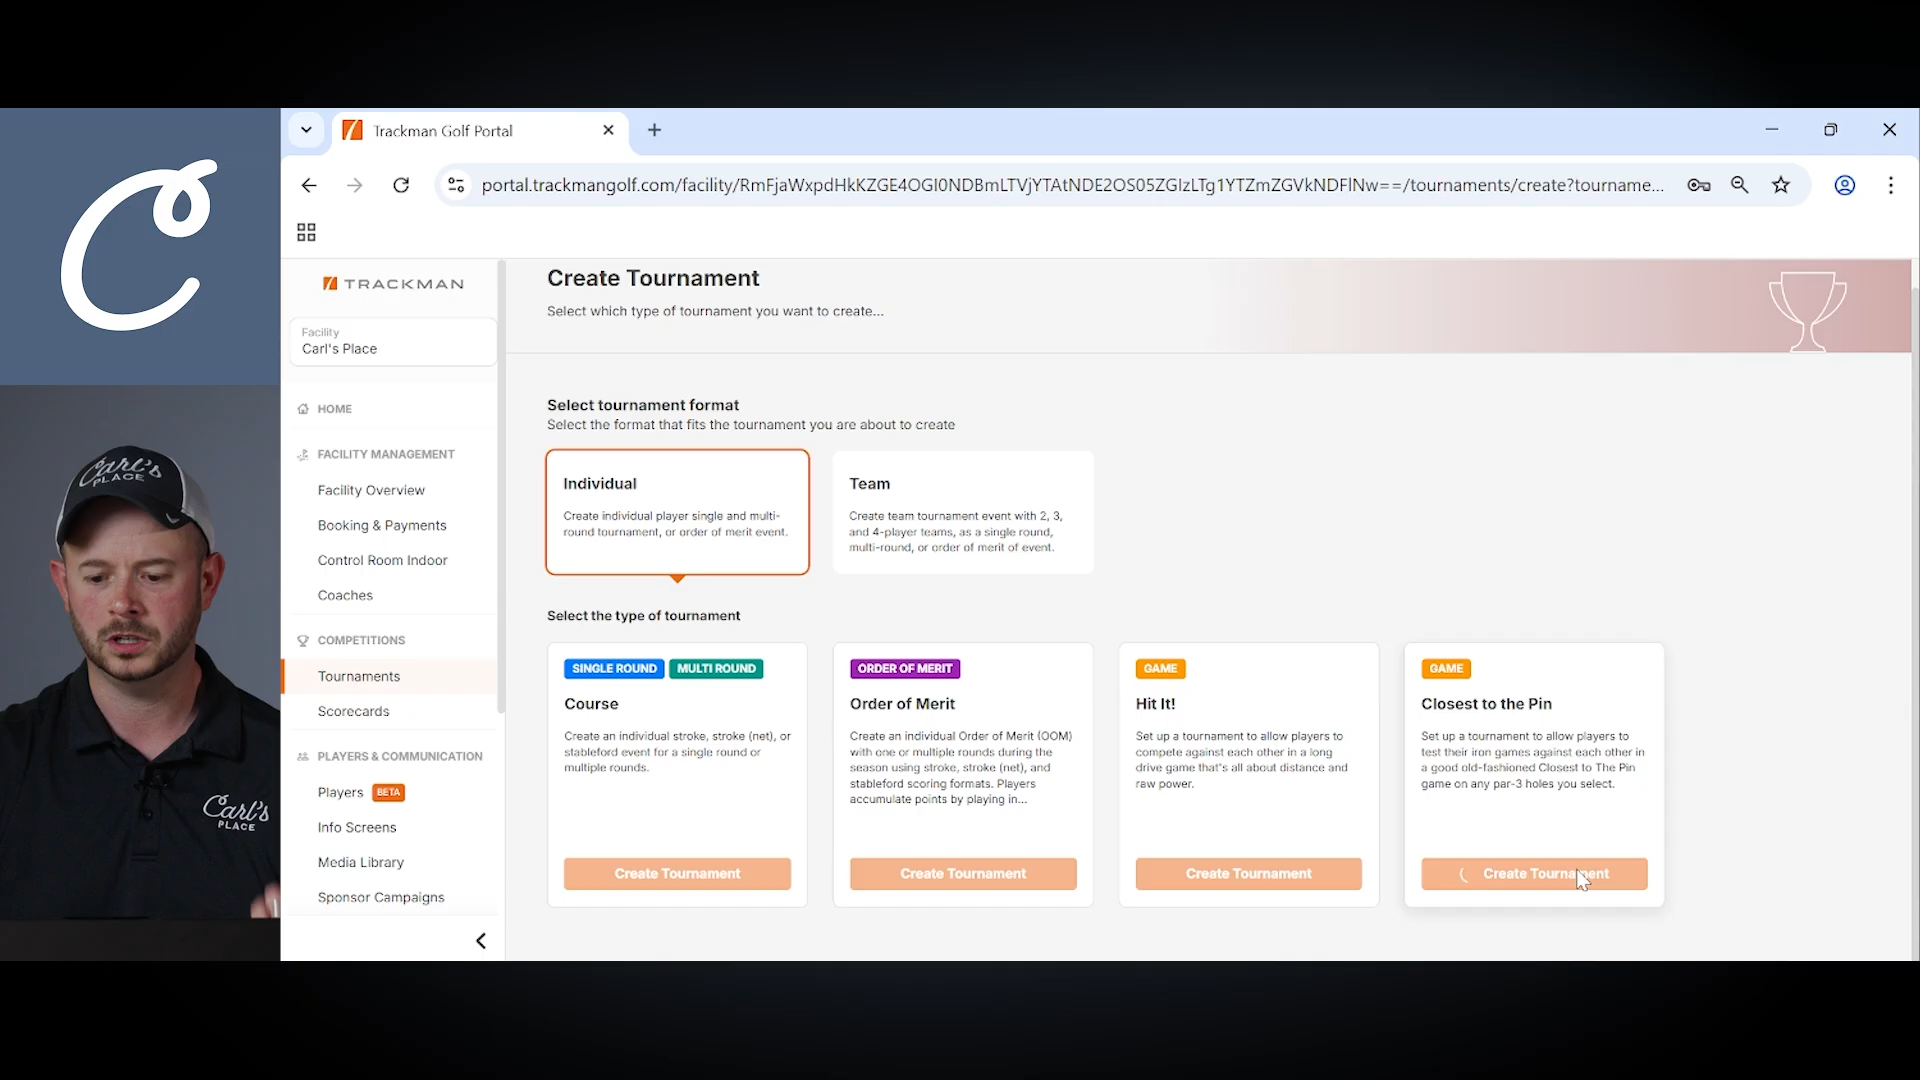 Trackman Golf Portal
portal.trackmangolf.com/facility/RmFjaWxpdHkKZGE4OGI0NDBmLTVjYTAtNDE2OS05ZGIzLTg1YTZmZGVkNDFlNw==/tournaments/create?tourname...
TRACKMAN
Facility
Carl's Place
HOME
FACILITY MANAGEMENT
Facility Overview
Booking & Payments
Control Room Indoor
Coaches
COMPETITIONS
Tournaments
Scorecards
PLAYERS & COMMUNICATION
Players BETA
Info Screens
Media Library
Sponsor Campaigns
Create Tournament
Select which type of tournament you want to create...
Select tournament format
Select the format that fits the tournament you are about to create
Individual
Create individual player single and multi-
round tournament, or order of merit event.
Team
Create team tournament event with 2, 3,
and 4-player teams, as a single round,
multi-round, or order of merit of event.
Select the type of tournament
SINGLE ROUND MULTI ROUND
Course
Create an individual stroke, stroke (net), or
stableford event for a single round or
multiple rounds.
Create Tournament
ORDER OF MERIT
Order of Merit
Create an individual Order of Merit (OOM)
with one or multiple rounds during the
season using stroke, stroke (net), and
stableford scoring formats. Players
accumulate points by playing in...
Create Tournament
GAME
Hit It!
Set up a tournament to allow players to
compete against each other in a long
drive game that's all about distance and
raw power.
Create Tournament
GAME
Closest to the Pin
Set up a tournament to allow players to
test their iron games against each other in
a good old-fashioned Closest to The Pin
game on any par-3 holes you select.
Create Tournament
C
Carl's
PLACE
Carl's
PLACE